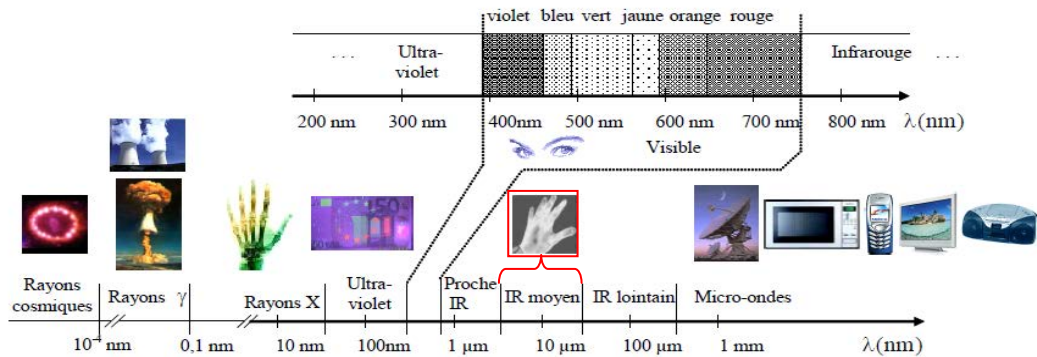 violet bleu vert jaune orange rouge
. . . Ultra-
violet
Infrarouge . . .
200 nm 300 nm 400nm 500 nm 600 nm 700 nm 800 nm λ(nm)
Visible
Rayons
cosmiques
Rayons γ
Rayons X
Ultra-
violet
Proche
IR
IR moyen
IR lointain
Micro-ondes
10⁻⁴ nm 0,1 nm 10 nm 100nm 1 µm 10 µm 100 µm 1 mm λ(nm)